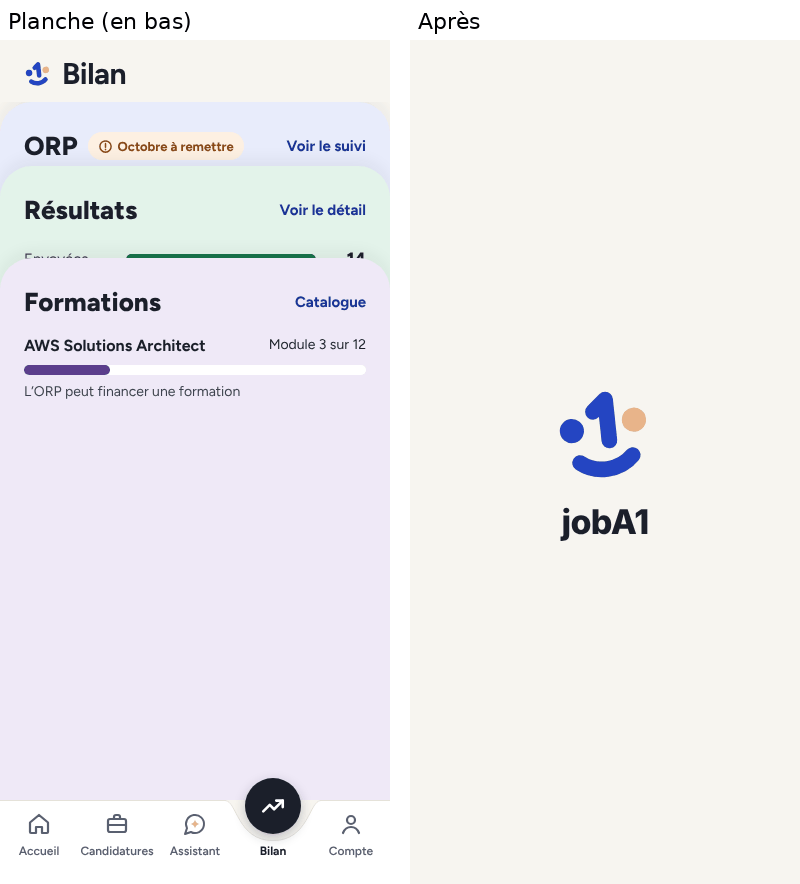 Planche (en bas)
Après
Bilan
ORP
Octobre à remettre
Voir le suivi
Résultats
Voir le détail
Envoyées
14
Formations
Catalogue
AWS Solutions Architect
Module 3 sur 12
L'ORP peut financer une formation
jobA1
Accueil
Candidatures
Assistant
Bilan
Compte